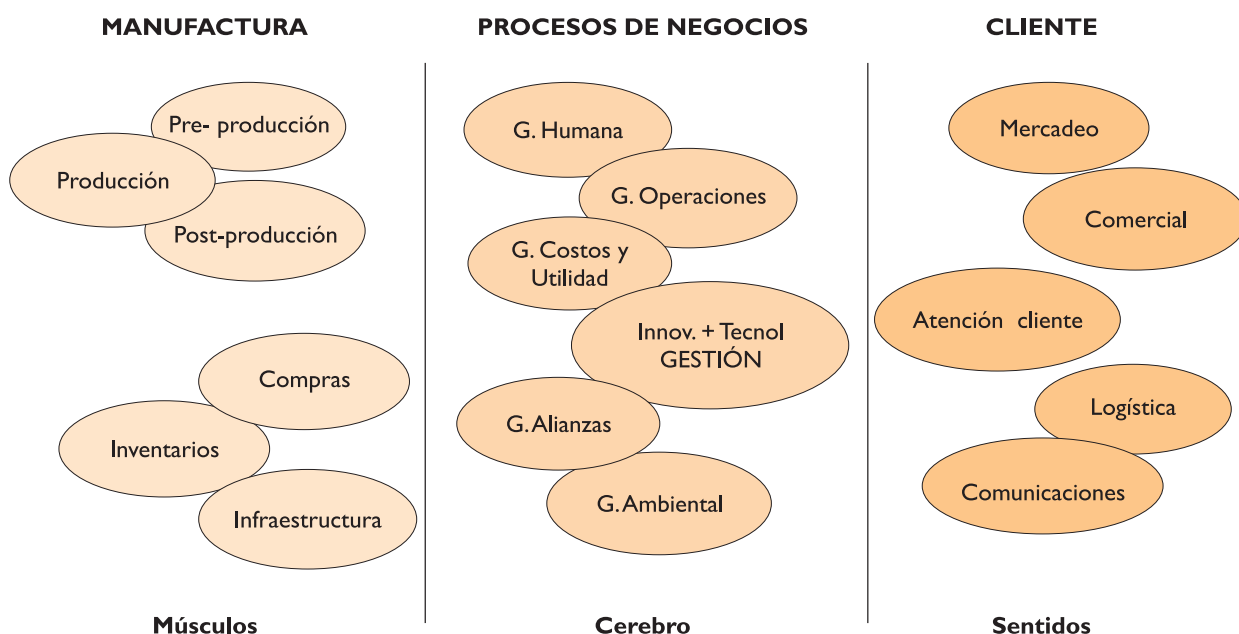 MANUFACTURA
Pre- producción
Producción
Post-producción
Compras
Inventarios
Infraestructura
Músculos
PROCESOS DE NEGOCIOS
G. Humana
G. Operaciones
G. Costos y
Utilidad
Innov. + Tecnol
GESTIÓN
G. Alianzas
G. Ambiental
Cerebro
CLIENTE
Mercadeo
Comercial
Atención cliente
Logística
Comunicaciones
Sentidos